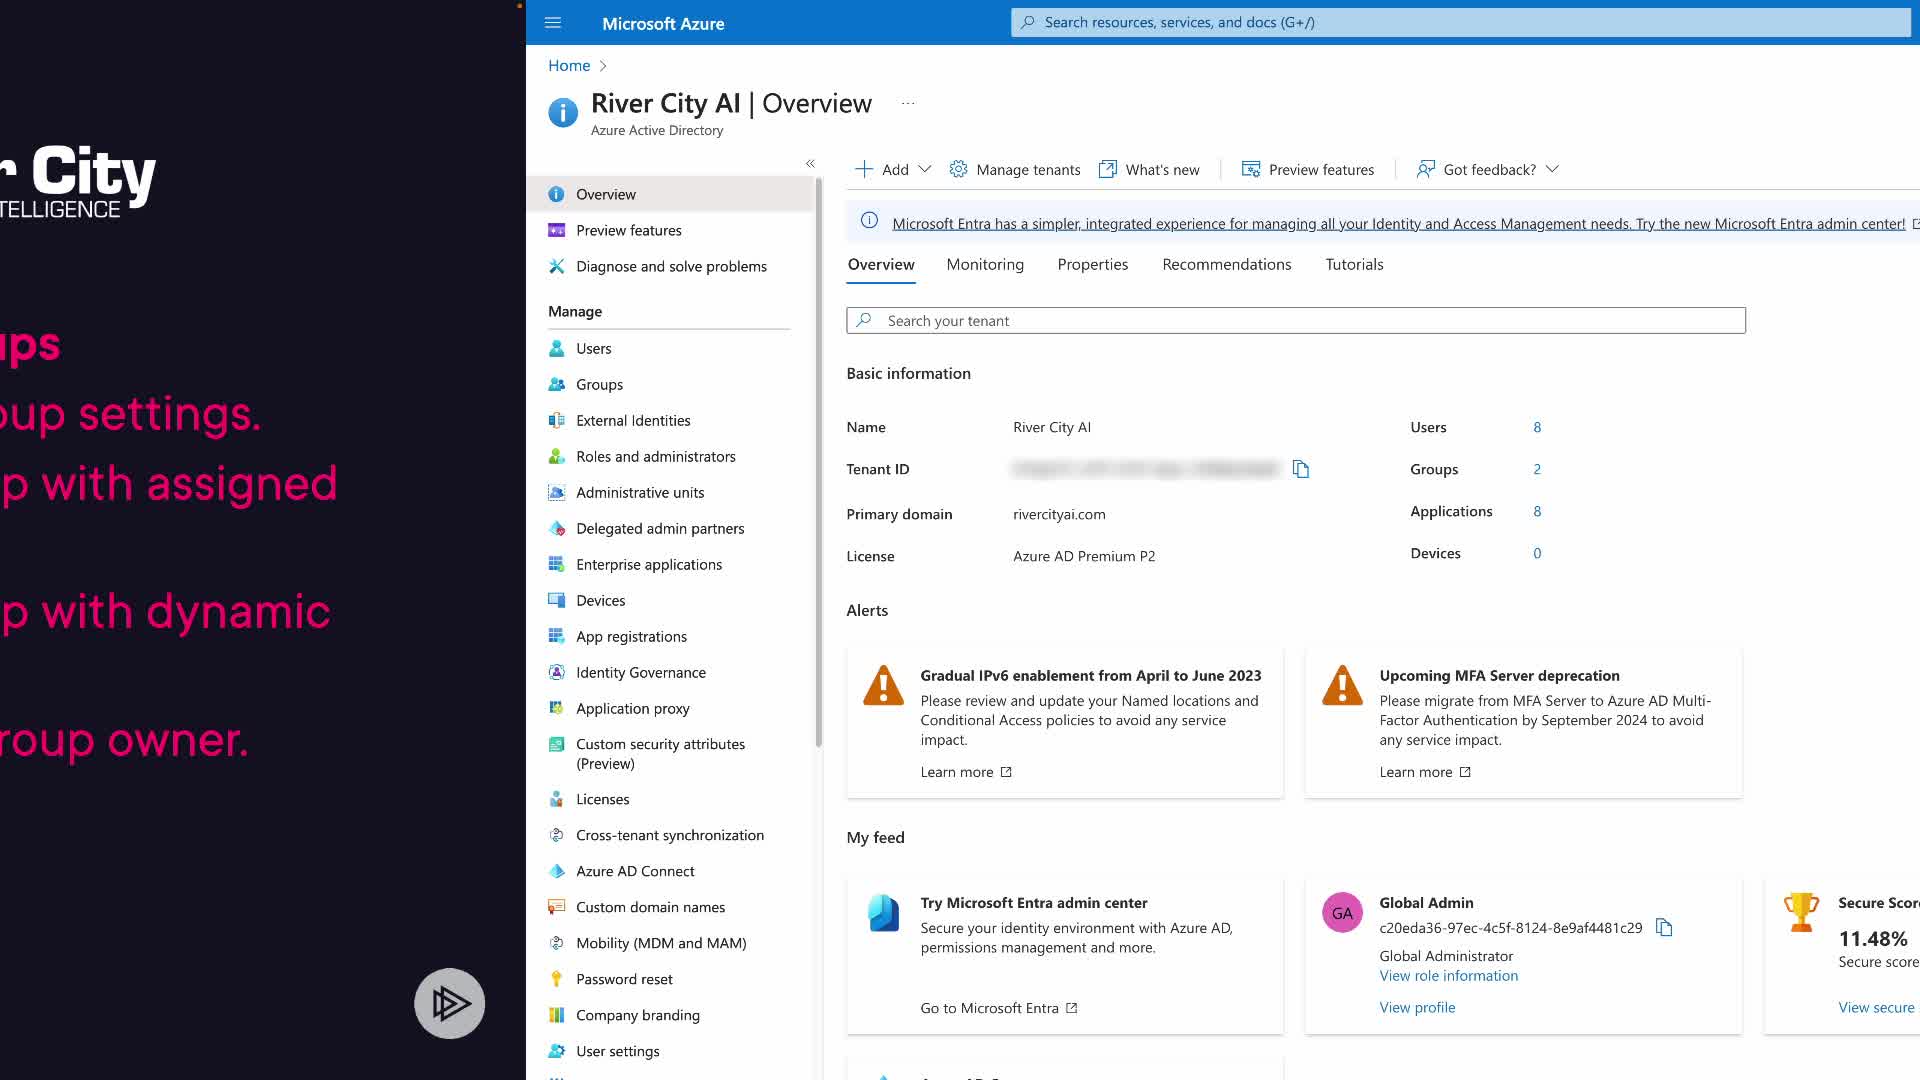 City
TELLIGENCE
ups
oup settings.
p with assigned
p with dynamic
roup owner.
Microsoft Azure
Search resources, services, and docs (G+/)
Home
River City AI | Overview
...
Azure Active Directory
Overview
Preview features
Diagnose and solve problems
Manage
Users
Groups
External Identities
Roles and administrators
Administrative units
Delegated admin partners
Enterprise applications
Devices
App registrations
Identity Governance
Application proxy
Custom security attributes
(Preview)
Licenses
Cross-tenant synchronization
Azure AD Connect
Custom domain names
Mobility (MDM and MAM)
Password reset
Company branding
User settings
Add
Manage tenants
What's new
Preview features
Got feedback?
Microsoft Entra has a simpler, integrated experience for managing all your Identity and Access Management needs. Try the new Microsoft Entra admin center!
Overview
Monitoring
Properties
Recommendations
Tutorials
Search your tenant
Basic information
Name River City AI Users 8
Tenant ID Groups 2
Primary domain rivercityai.com Applications 8
License Azure AD Premium P2 Devices 0
Alerts
Gradual IPv6 enablement from April to June 2023
Please review and update your Named locations and
Conditional Access policies to avoid any service
impact.
Learn more
Upcoming MFA Server deprecation
Please migrate from MFA Server to Azure AD Multi-
Factor Authentication by September 2024 to avoid
any service impact.
Learn more
My feed
Try Microsoft Entra admin center
Secure your identity environment with Azure AD,
permissions management and more.
Go to Microsoft Entra
GA
Global Admin
c20eda36-97ec-4c5f-8124-8e9af4481c29
Global Administrator
View role information
View profile
Secure Score
11.48%
Secure score
View secure